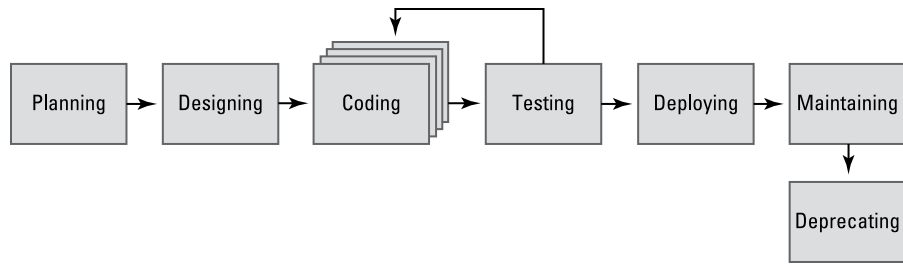 Planning
Designing
Coding
Testing
Deploying
Maintaining
Deprecating